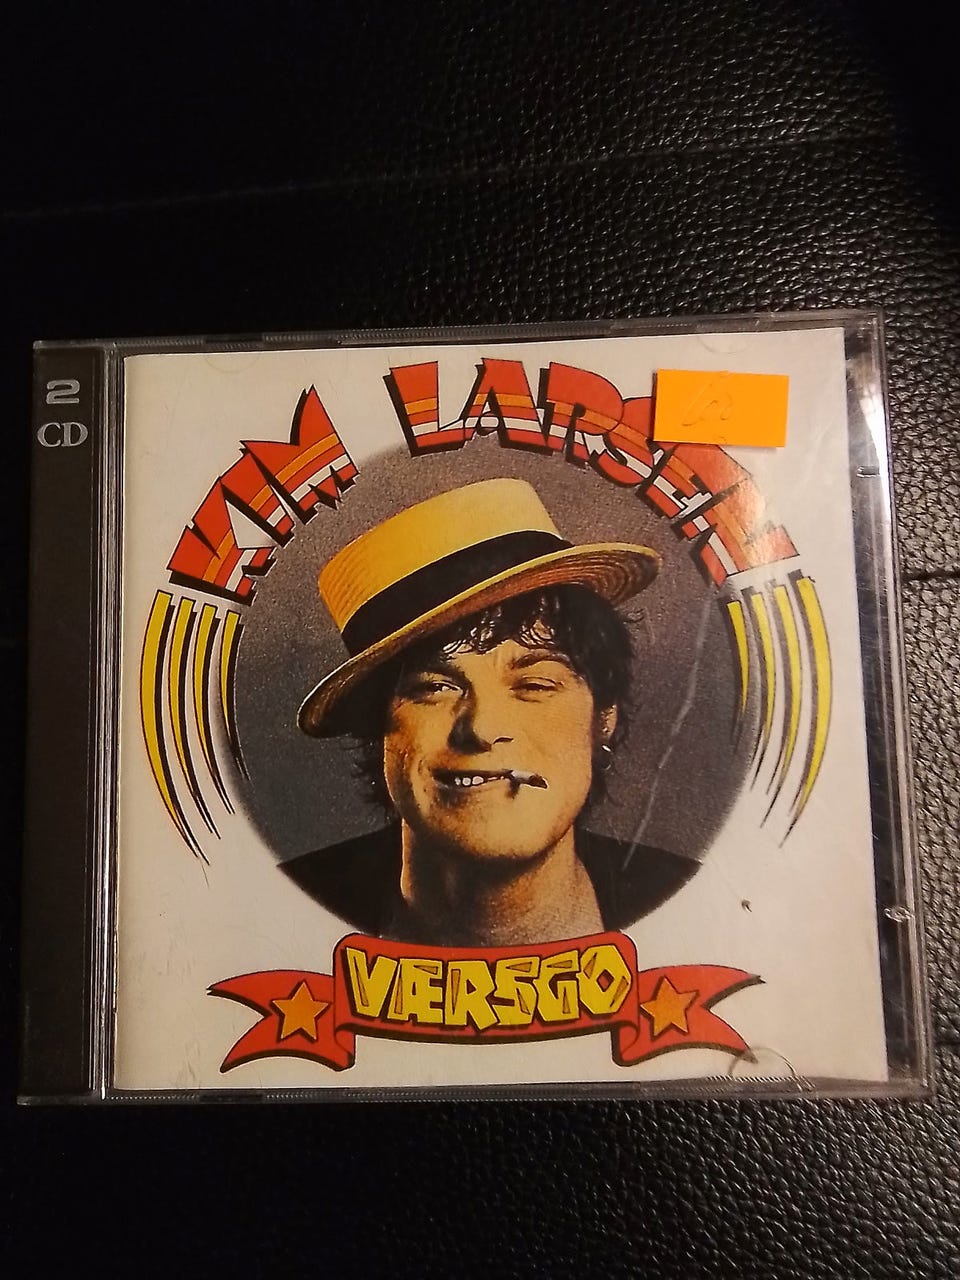 2
CD
KIM LARSEN
VÆRSGO